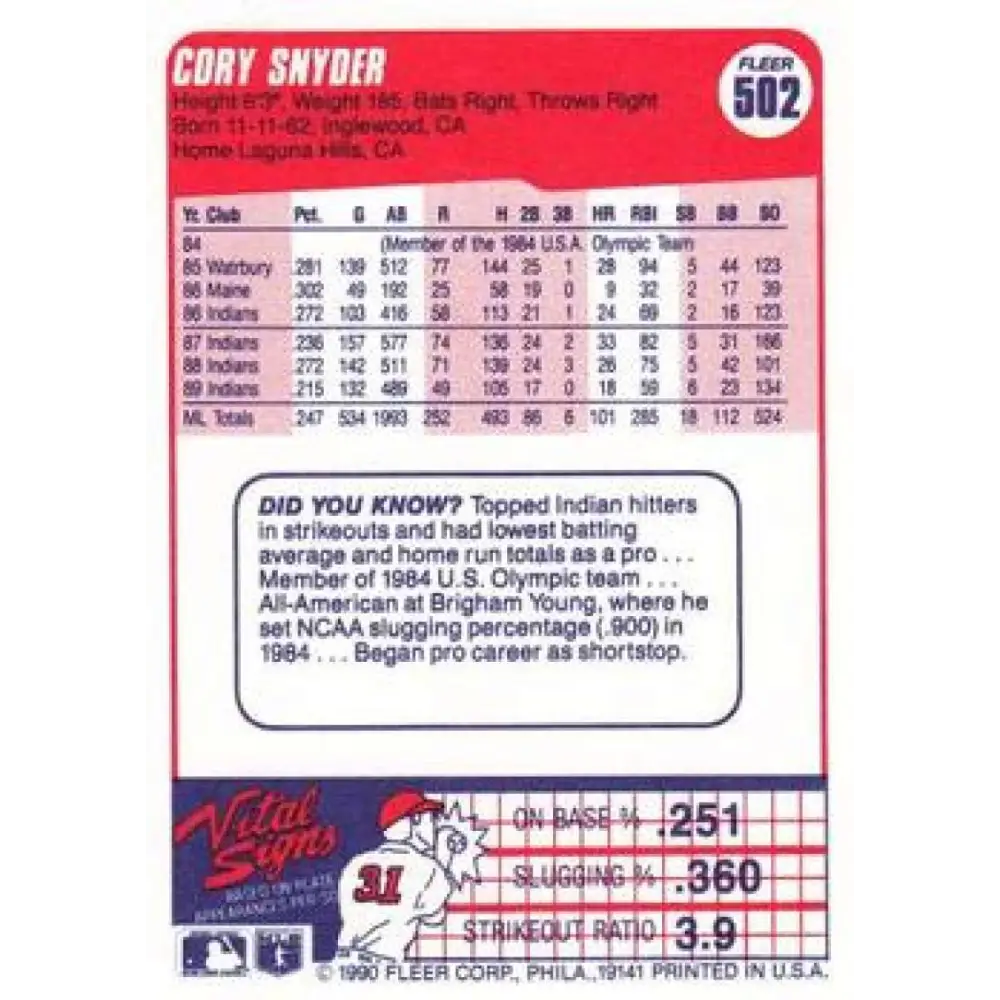 CORY SNYDER
FLEER
502
Height 6'3", Weight 185, Bats Right, Throws Right
Born 11-11-62, Inglewood, CA
Home Laguna Hills, CA
Yr. Club Pct. G AB R H 2B 3B HR RBI SB BB SO
84 (Member of the 1984 U.S.A. Olympic Team
85 Watrbury .281 139 512 77 144 25 1 28 94 5 44 123
86 Maine .302 49 192 25 58 19 0 9 32 2 17 39
86 Indians .272 103 416 58 113 21 1 24 69 2 16 123
87 Indians .236 157 577 74 136 24 2 33 82 5 31 166
88 Indians .272 142 511 71 139 24 3 26 75 5 42 101
89 Indians .215 132 489 49 105 17 0 18 59 6 23 134
ML Totals .247 534 1993 252 493 86 6 101 285 18 112 524
DID YOU KNOW? Topped Indian hitters
in strikeouts and had lowest batting
average and home run totals as a pro . . .
Member of 1984 U.S. Olympic team . . .
All-American at Brigham Young, where he
set NCAA slugging percentage (.900) in
1984 . . . Began pro career as shortstop.
Vital
Signs
BASED ON PLATE
APPEARANCES PER SO
31
ON BASE % .251
SLUGGING % .360
STRIKEOUT RATIO 3.9
© 1990 FLEER CORP., PHILA., 19141 PRINTED IN U.S.A.